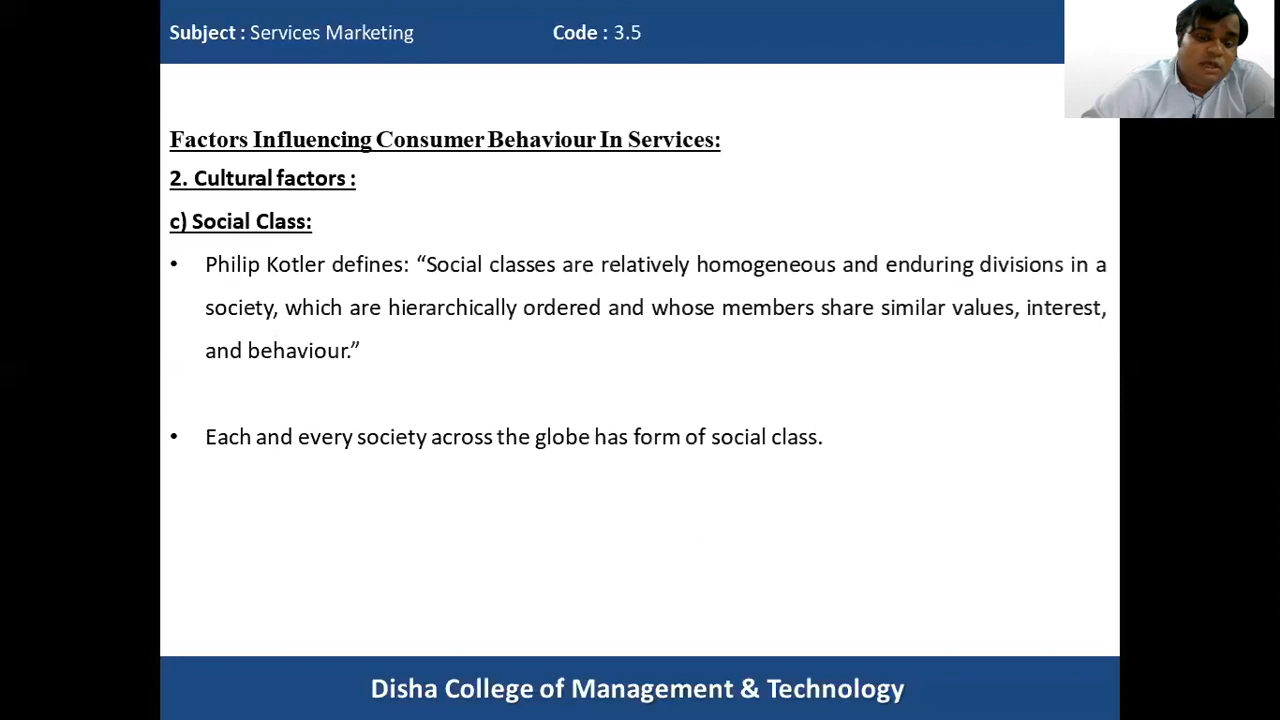 Subject : Services Marketing Code : 3.5
Factors Influencing Consumer Behaviour In Services:
2. Cultural factors :
c) Social Class:
• Philip Kotler defines: “Social classes are relatively homogeneous and enduring divisions in a
society, which are hierarchically ordered and whose members share similar values, interest,
and behaviour.”
• Each and every society across the globe has form of social class.
Disha College of Management & Technology